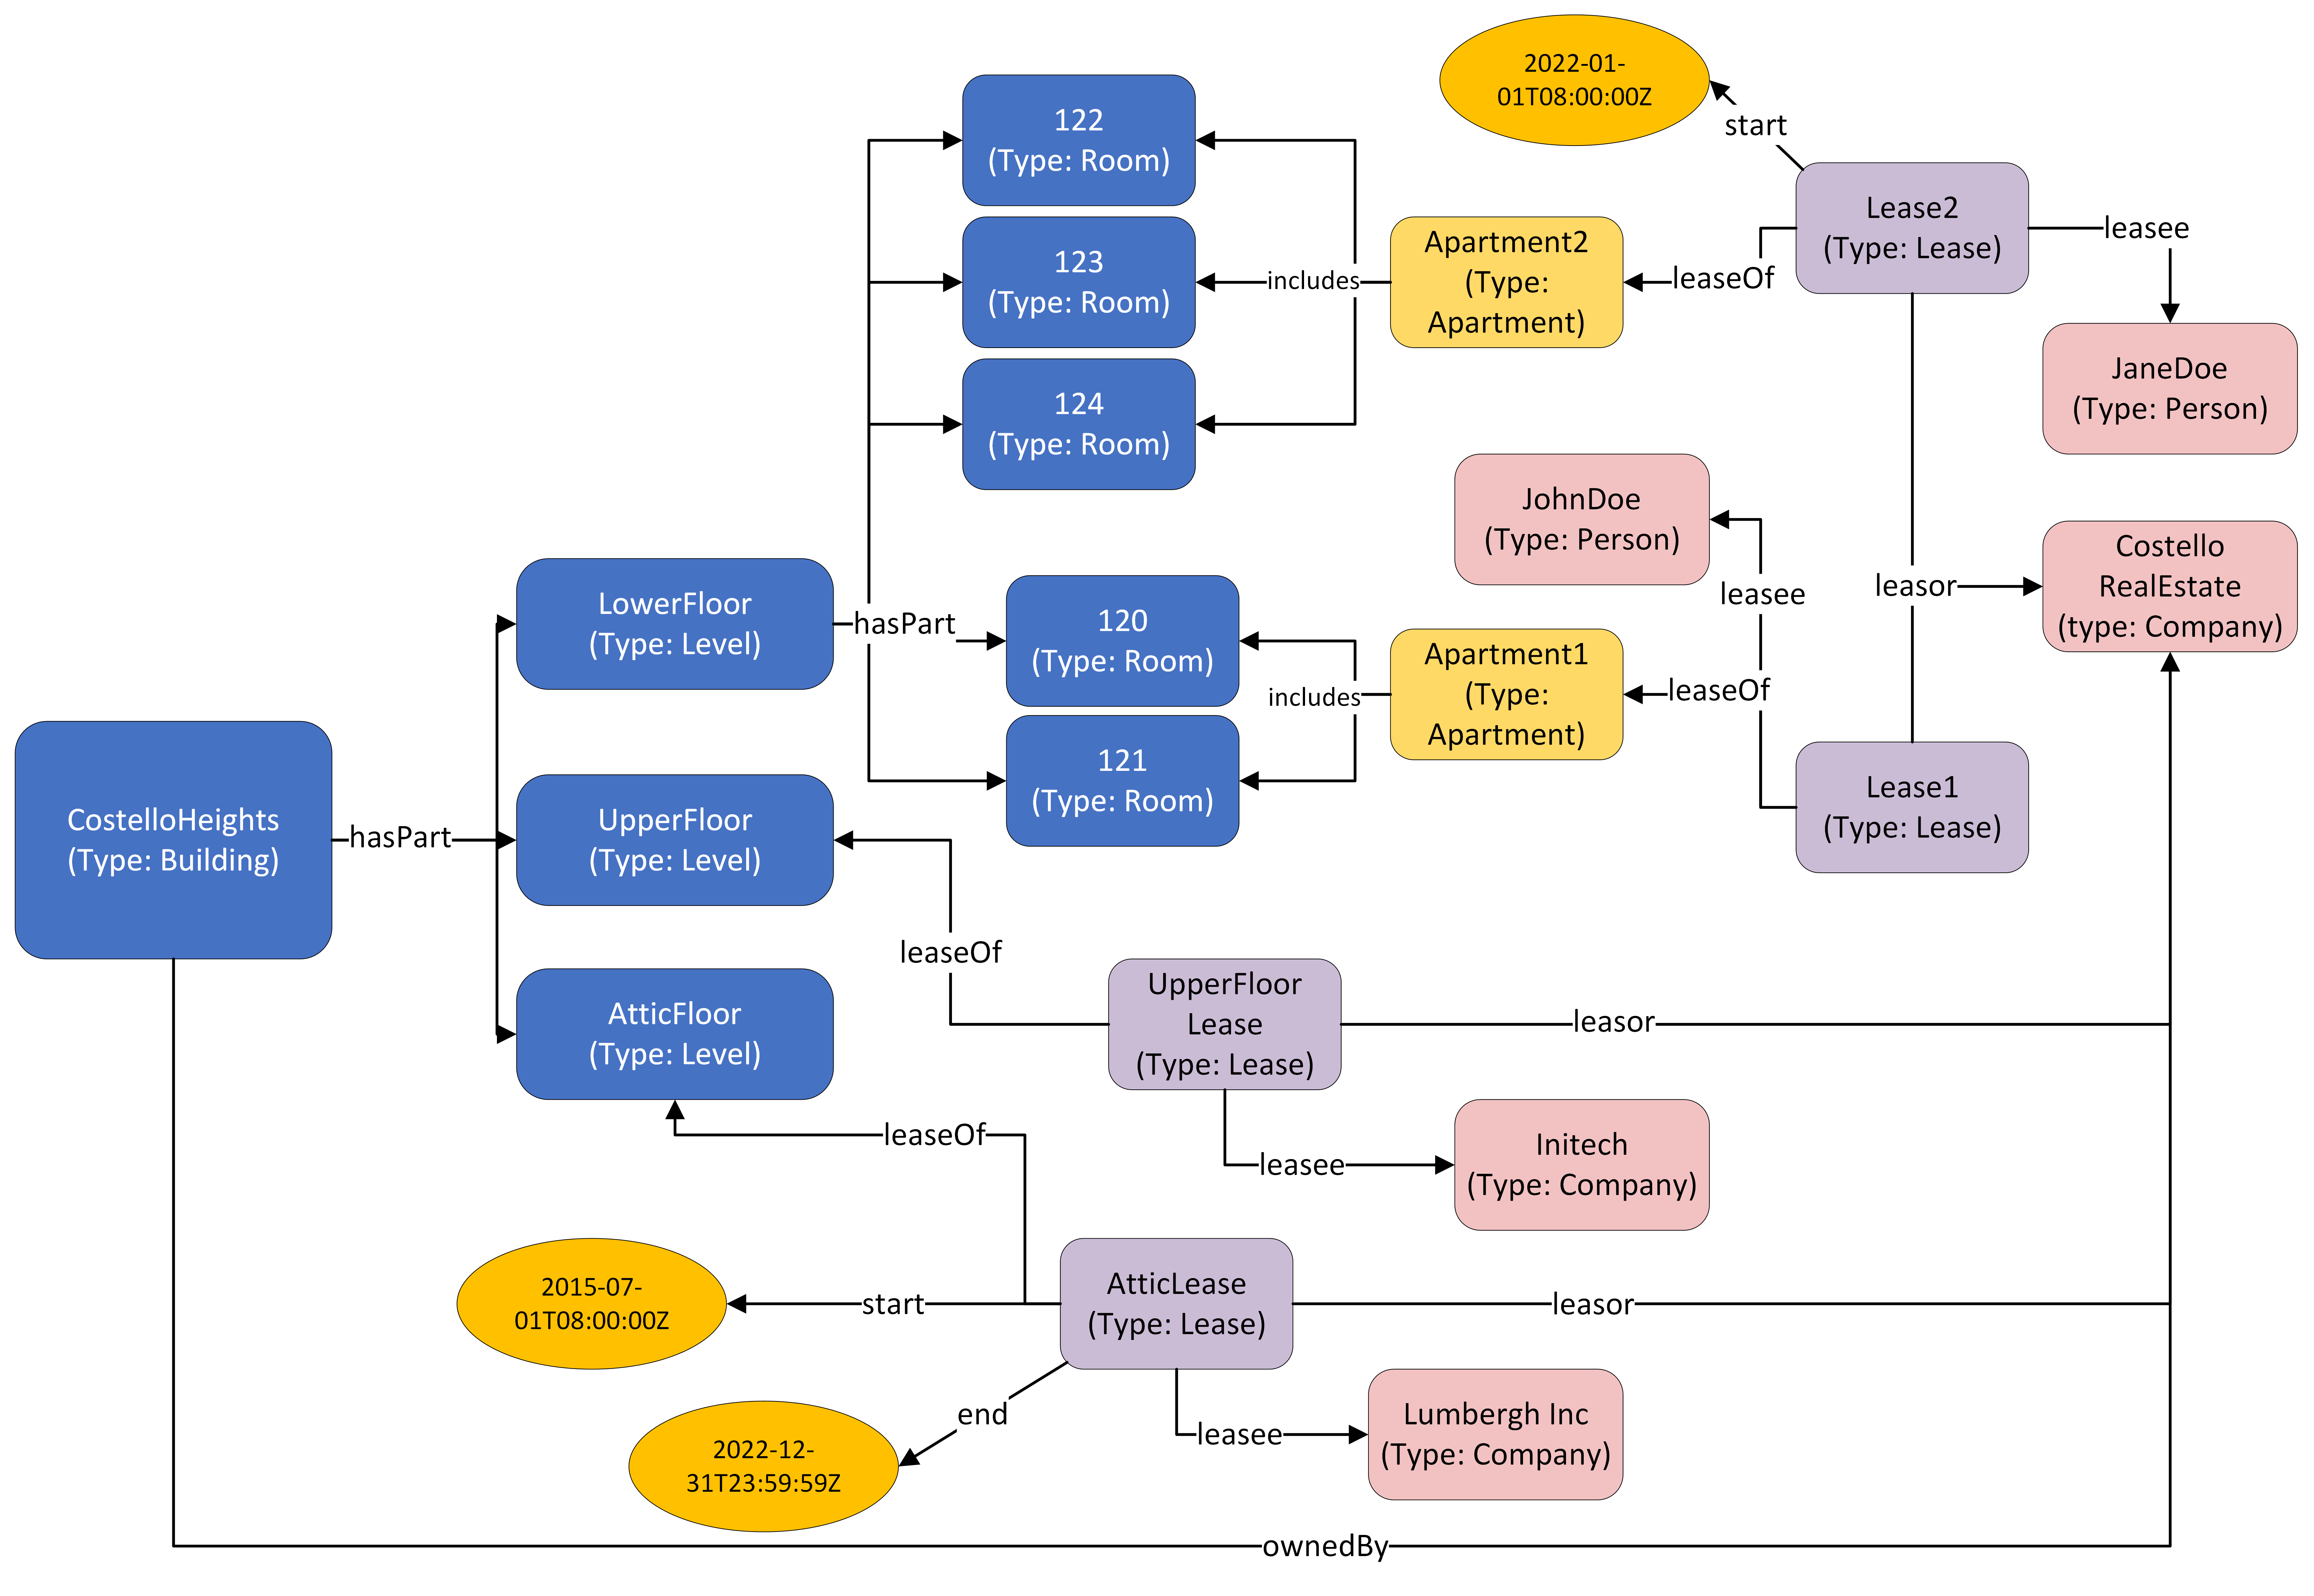 2022-01-
01T08:00:00Z
start
122
(Type: Room)
Lease2
(Type: Lease)
leasee
Apartment2
(Type:
Apartment)
leaseOf
123
(Type: Room)
includes
JaneDoe
(Type: Person)
124
(Type: Room)
JohnDoe
(Type: Person)
leasee
leasor
Costello
RealEstate
(type: Company)
LowerFloor
(Type: Level)
hasPart
120
(Type: Room)
includes
Apartment1
(Type:
Apartment)
leaseOf
121
(Type: Room)
Lease1
(Type: Lease)
CostelloHeights
(Type: Building)
hasPart
UpperFloor
(Type: Level)
leaseOf
UpperFloor
Lease
(Type: Lease)
leasor
AtticFloor
(Type: Level)
leaseOf
leasee
Initech
(Type: Company)
2015-07-
01T08:00:00Z
start
AtticLease
(Type: Lease)
leasor
end
2022-12-
31T23:59:59Z
leasee
Lumbergh Inc
(Type: Company)
ownedBy